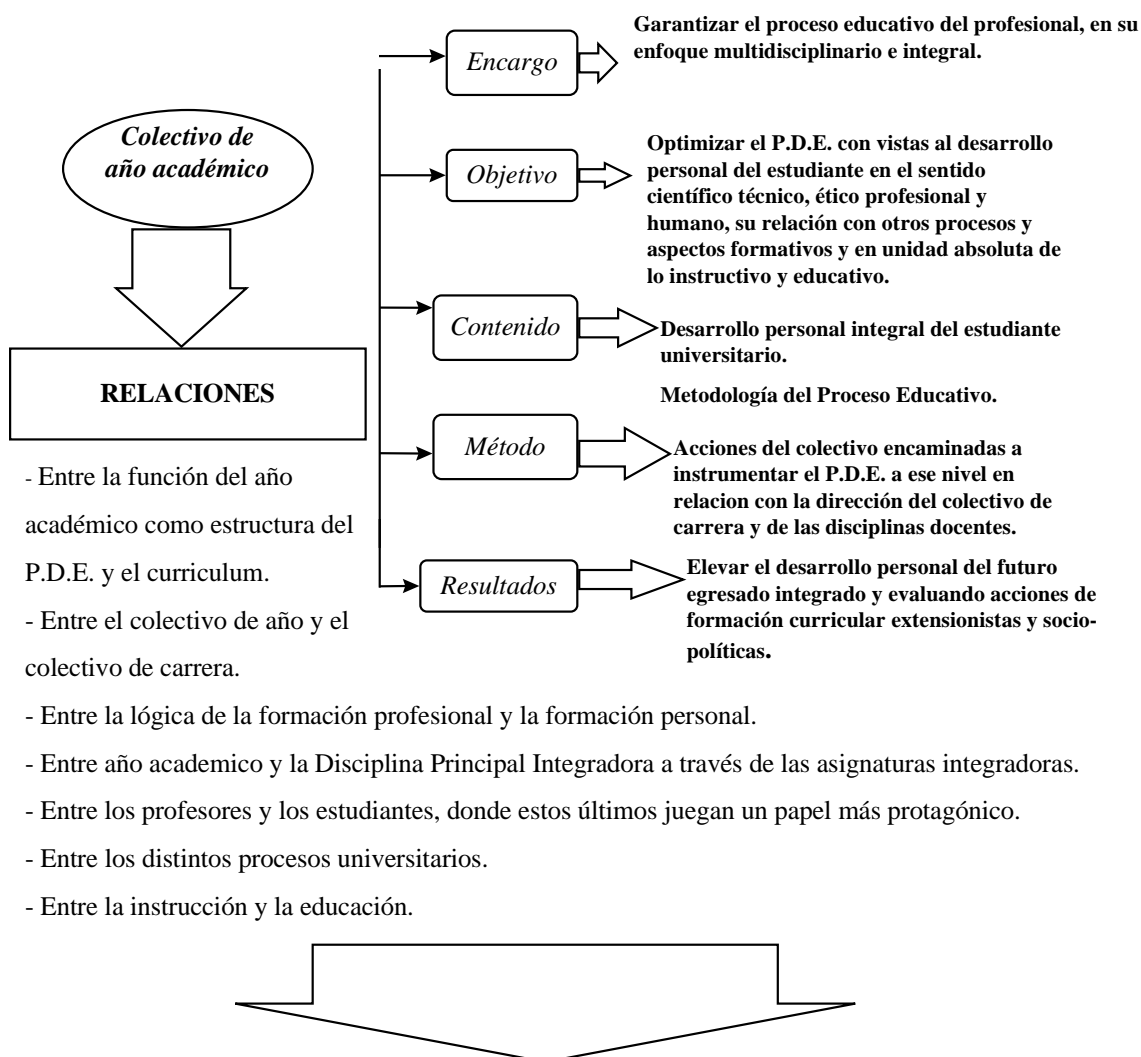 Colectivo de
año académico
RELACIONES
Encargo
Garantizar el proceso educativo del profesional, en su
enfoque multidisciplinario e integral.
Objetivo
Optimizar el P.D.E. con vistas al desarrollo
personal del estudiante en el sentido
científico técnico, ético profesional y
humano, su relación con otros procesos y
aspectos formativos y en unidad absoluta de
lo instructivo y educativo.
Contenido
Desarrollo personal integral del estudiante
universitario.
Metodología del Proceso Educativo.
Método
Acciones del colectivo encaminadas a
instrumentar el P.D.E. a ese nivel en
relacion con la dirección del colectivo de
carrera y de las disciplinas docentes.
Resultados
Elevar el desarrollo personal del futuro
egresado integrado y evaluando acciones de
formación curricular extensionistas y socio-
políticas.
- Entre la función del año
académico como estructura del
P.D.E. y el curriculum.
- Entre el colectivo de año y el
colectivo de carrera.
- Entre la lógica de la formación profesional y la formación personal.
- Entre año academico y la Disciplina Principal Integradora a través de las asignaturas integradoras.
- Entre los profesores y los estudiantes, donde estos últimos juegan un papel más protagónico.
- Entre los distintos procesos universitarios.
- Entre la instrucción y la educación.